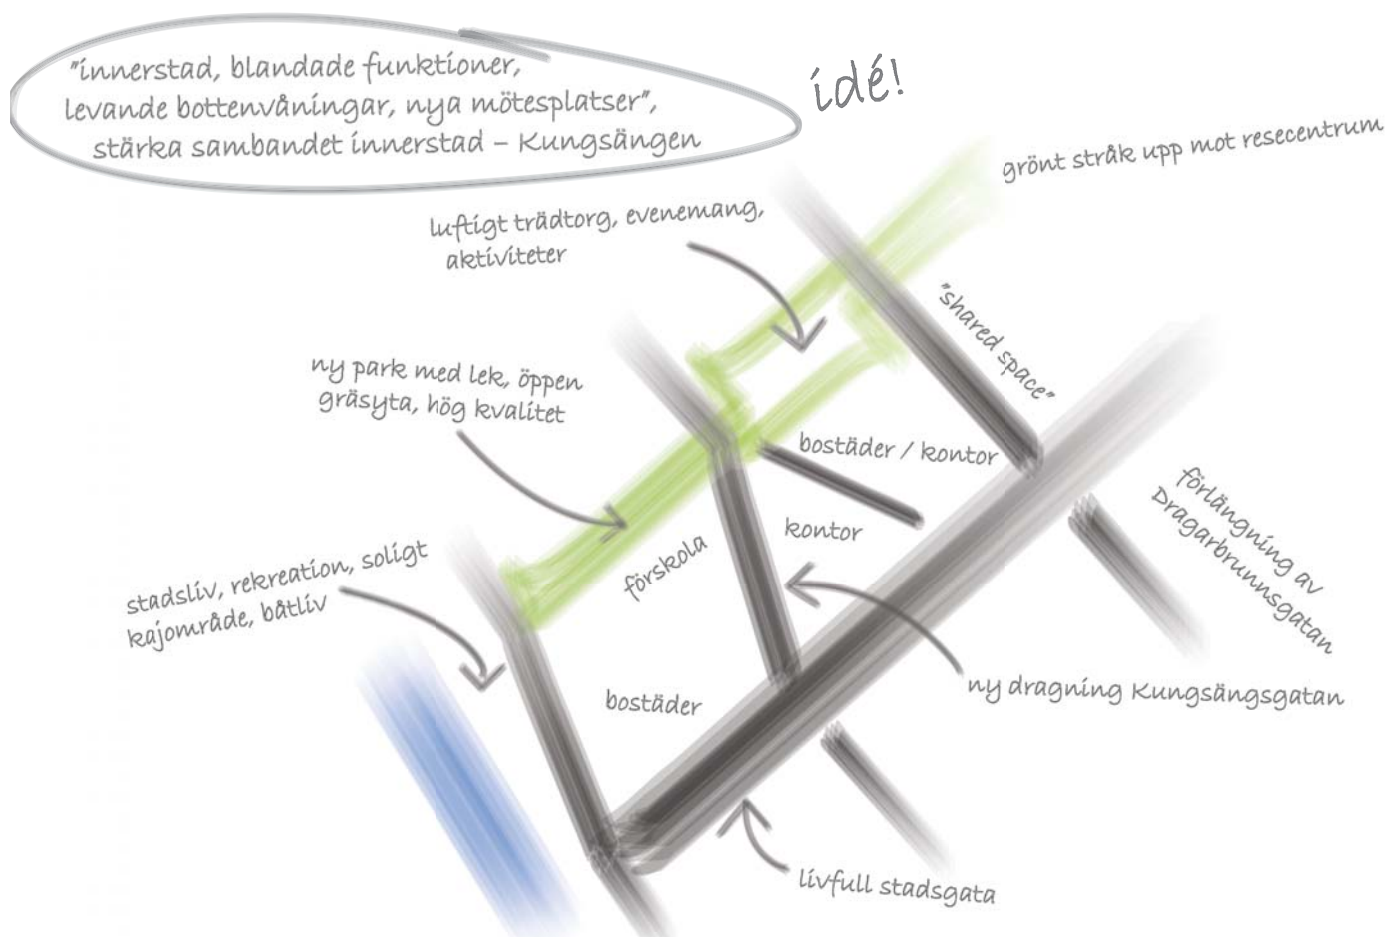 "innerstad, blandade funktioner,
levande bottenvåningar, nya mötesplatser",
stärka sambandet innerstad – Kungsängen
idé!
grönt stråk upp mot resecentrum
luftigt trädtorg, evenemang,
aktiviteter
"shared space"
ny park med lek, öppen
gräsyta, hög kvalitet
bostäder / kontor
förlängning av
Dragarbrunnsgatan
kontor
förskola
stadsliv, rekreation, soligt
kajområde, båtliv
ny dragning Kungsängsgatan
bostäder
livfull stadsgata